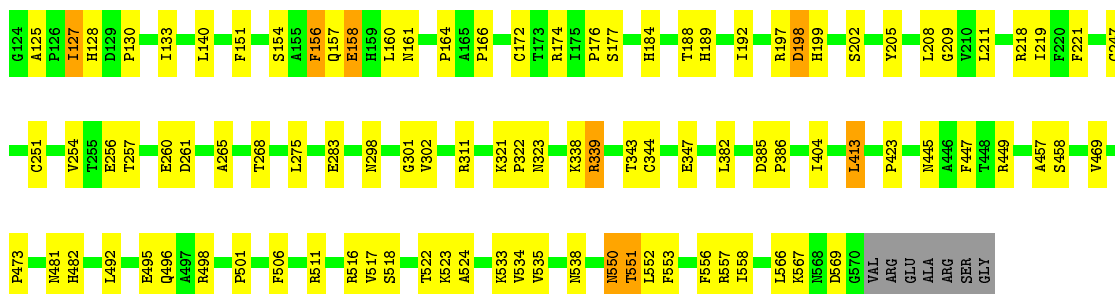 G124 A125 P126 I127 H128 D129 P130 I133 L140 F151 S154 A155 F156 Q157 E158 H159 L160 N161 P164 A165 P166 C172 T173 R174 I175 P176 S177 H184 T188 H189 I192 R197 D198 H199 S202 Y205 L208 G209 V210 L211 R218 I219 F220 F221
C251 V254 T255 E256 T257 E260 D261 A265 T268 L275 E283 N298 G301 V302 R311 K321 P322 N323 K338 R339 T343 C344 E347 L382 D385 P386 I404 L413 P423 N445 A446 F447 T448 R449 A457 S458 V469
P473 N481 H482 L492 E495 Q496 A497 R498 P501 F506 R511 R516 V517 S518 T522 K523 A524 K533 V534 V535 N538 N550 T551 L552 F553 F556 R557 I558 L566 K567 N568 D569 G570 VAL ARG GLU ALA ARG SER GLY